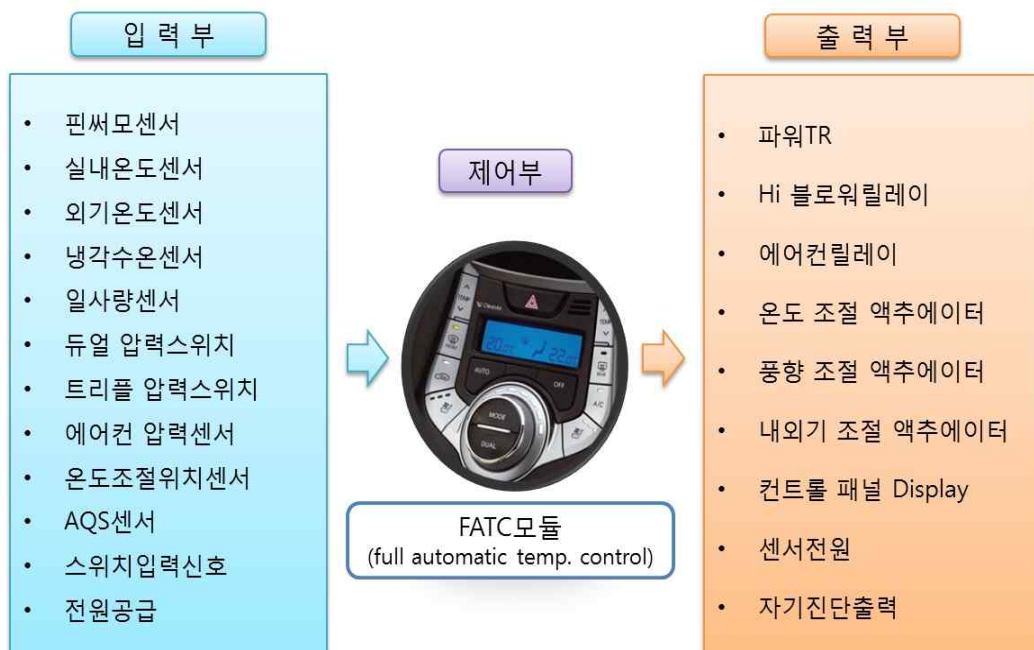 입 력 부
핀써모센서
실내온도센서
외기온도센서
냉각수온센서
일사량센서
듀얼 압력스위치
트리플 압력스위치
에어컨 압력센서
온도조절위치센서
AQS센서
스위치입력신호
전원공급
제어부
TEMP
AUTO
OFF
A/C
MODE
DUAL
FATC모듈
(full automatic temp. control)
출 력 부
파워TR
Hi 블로워릴레이
에어컨릴레이
온도 조절 액추에이터
풍향 조절 액추에이터
내외기 조절 액추에이터
컨트롤 패널 Display
센서전원
자기진단출력